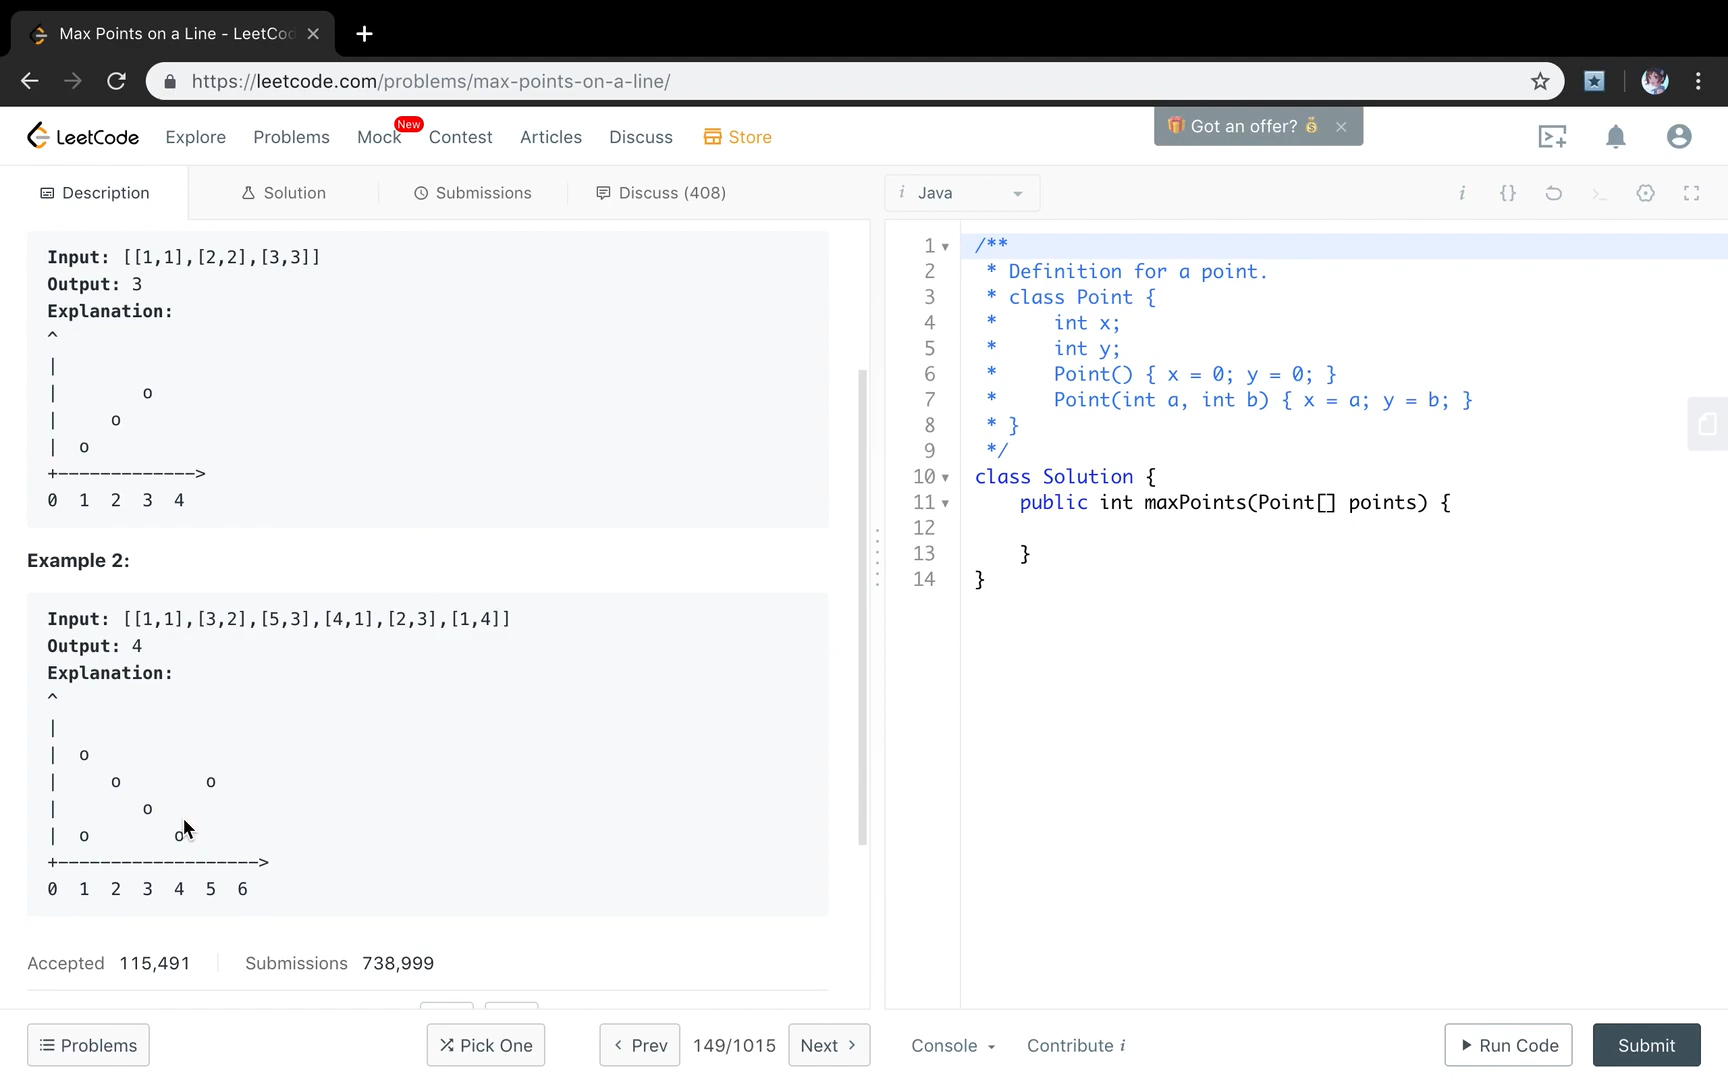 Max Points on a Line - LeetCo
https://leetcode.com/problems/max-points-on-a-line/
LeetCode
Explore
Problems
Mock
New
Contest
Articles
Discuss
Store
Got an offer?
Description
Solution
Submissions
Discuss (408)
i Java
Input: [[1,1],[2,2],[3,3]]
Output: 3
Explanation:
^
|
|        o
|     o
|  o
+------------->
0  1  2  3  4
Example 2:
Input: [[1,1],[3,2],[5,3],[4,1],[2,3],[1,4]]
Output: 4
Explanation:
^
|
|  o
|     o        o
|        o
|  o        o
+------------------->
0  1  2  3  4  5  6
Accepted 115,491
Submissions 738,999
Problems
Pick One
< Prev
149/1015
Next >
i {} >_
1 /**
2  * Definition for a point.
3  * class Point {
4  *     int x;
5  *     int y;
6  *     Point() { x = 0; y = 0; }
7  *     Point(int a, int b) { x = a; y = b; }
8  * }
9  */
10 class Solution {
11     public int maxPoints(Point[] points) {
12
13     }
14 }
Console
Contribute i
Run Code
Submit